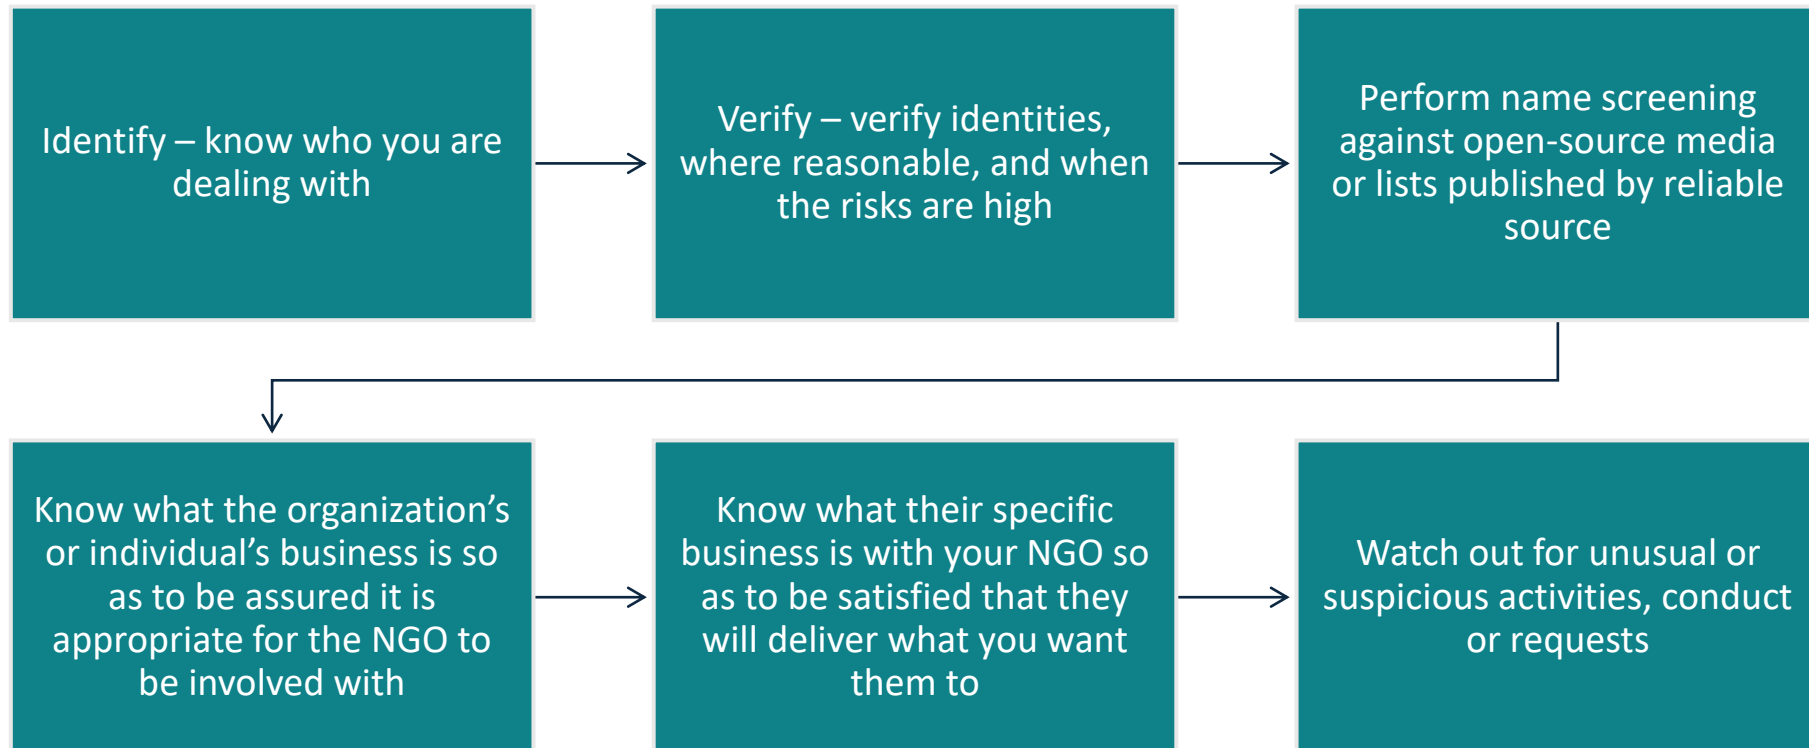 Identify – know who you are
dealing with
Verify – verify identities,
where reasonable, and when
the risks are high
Perform name screening
against open-source media
or lists published by reliable
source
Know what the organization’s
or individual’s business is so
as to be assured it is
appropriate for the NGO to
be involved with
Know what their specific
business is with your NGO so
as to be satisfied that they
will deliver what you want
them to
Watch out for unusual or
suspicious activities, conduct
or requests